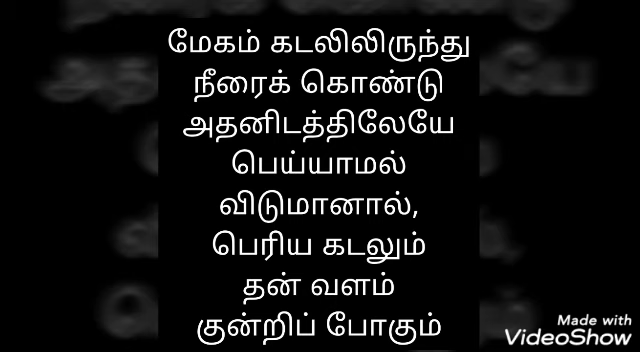 மேகம் கடலிலிருந்து
நீரைக் கொண்டு
அதனிடத்திலேயே
பெய்யாமல்
விடுமானால்,
பெரிய கடலும்
தன் வளம்
குன்றிப் போகும்
Made with
VideoShow